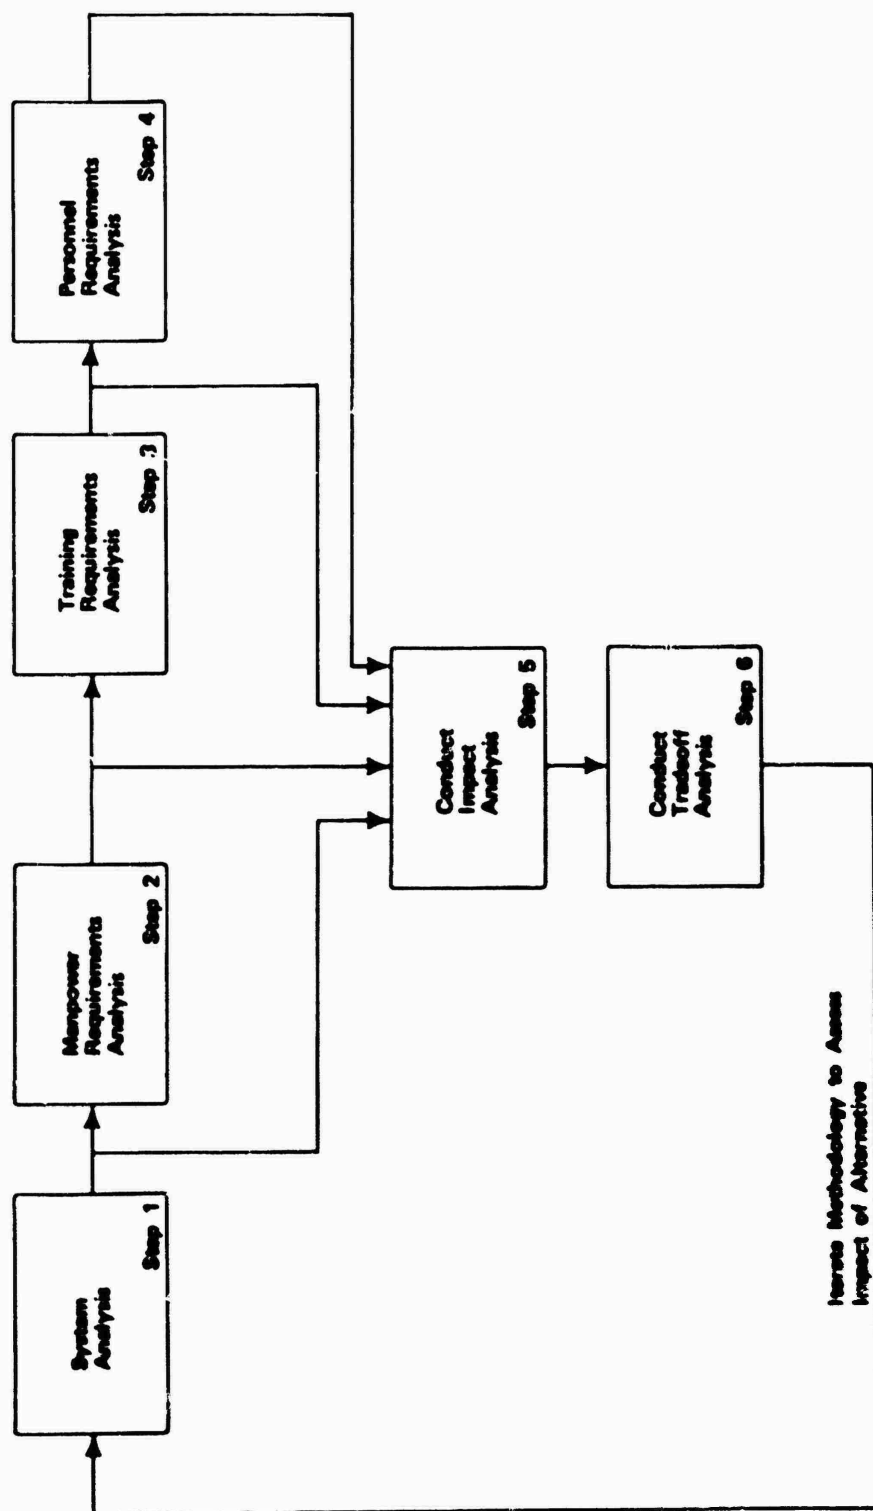 System
Analysis
Step 1
Manpower
Requirements
Analysis
Step 2
Training
Requirements
Analysis
Step 3
Personnel
Requirements
Analysis
Step 4
Conduct
Impact
Analysis
Step 5
Conduct
Tradeoff
Analysis
Step 6
Iterate Methodology to Assess
Impact of Alternative